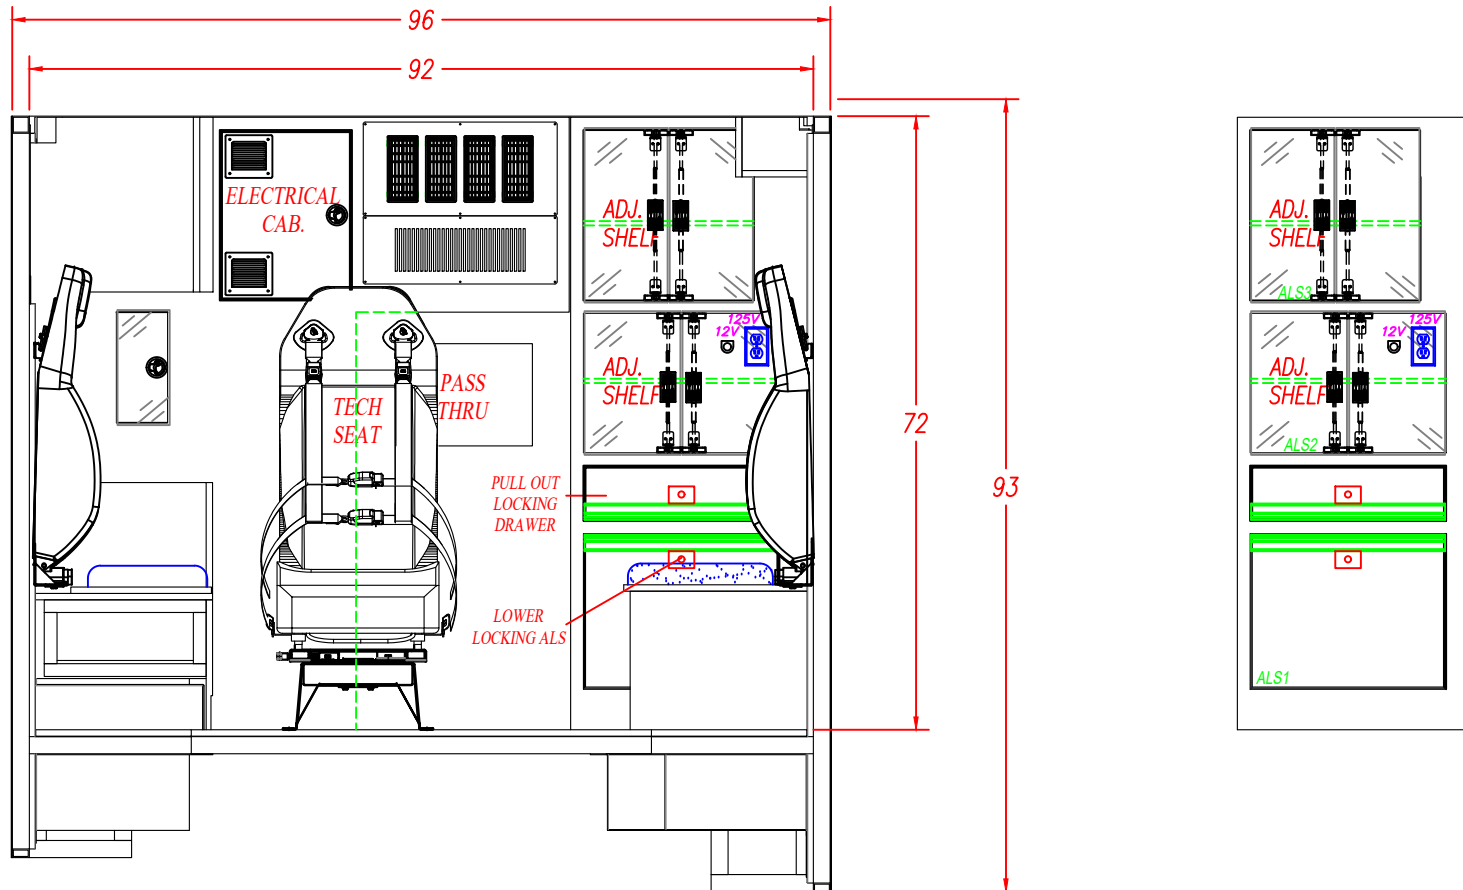 96
92
ELECTRICAL
CAB.
ADJ.
SHELF
125V
12V
ADJ.
SHELF
PASS
THRU
TECH
SEAT
PULL OUT
LOCKING
DRAWER
LOWER
LOCKING ALS
72
93
ADJ.
SHELF
ALS3
125V
12V
ADJ.
SHELF
ALS2
ALS1